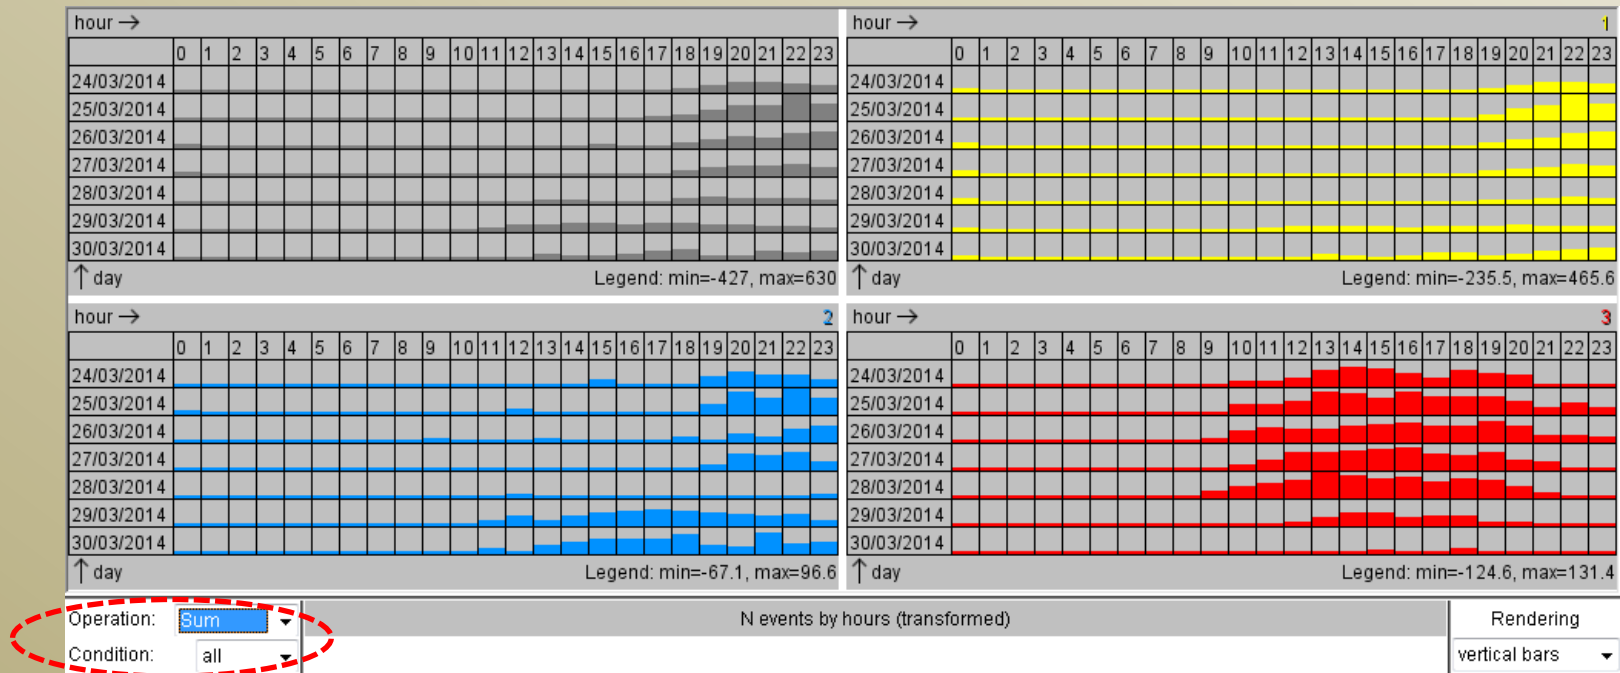 hour →
0 1 2 3 4 5 6 7 8 9 10 11 12 13 14 15 16 17 18 19 20 21 22 23
24/03/2014
25/03/2014
26/03/2014
27/03/2014
28/03/2014
29/03/2014
30/03/2014
↑ day Legend: min=-427, max=630
hour → 1
0 1 2 3 4 5 6 7 8 9 10 11 12 13 14 15 16 17 18 19 20 21 22 23
24/03/2014
25/03/2014
26/03/2014
27/03/2014
28/03/2014
29/03/2014
30/03/2014
↑ day Legend: min=-235.5, max=465.6
hour → 2
0 1 2 3 4 5 6 7 8 9 10 11 12 13 14 15 16 17 18 19 20 21 22 23
24/03/2014
25/03/2014
26/03/2014
27/03/2014
28/03/2014
29/03/2014
30/03/2014
↑ day Legend: min=-67.1, max=96.6
hour → 3
0 1 2 3 4 5 6 7 8 9 10 11 12 13 14 15 16 17 18 19 20 21 22 23
24/03/2014
25/03/2014
26/03/2014
27/03/2014
28/03/2014
29/03/2014
30/03/2014
↑ day Legend: min=-124.6, max=131.4
Operation: Sum
Condition: all
N events by hours (transformed)
Rendering
vertical bars